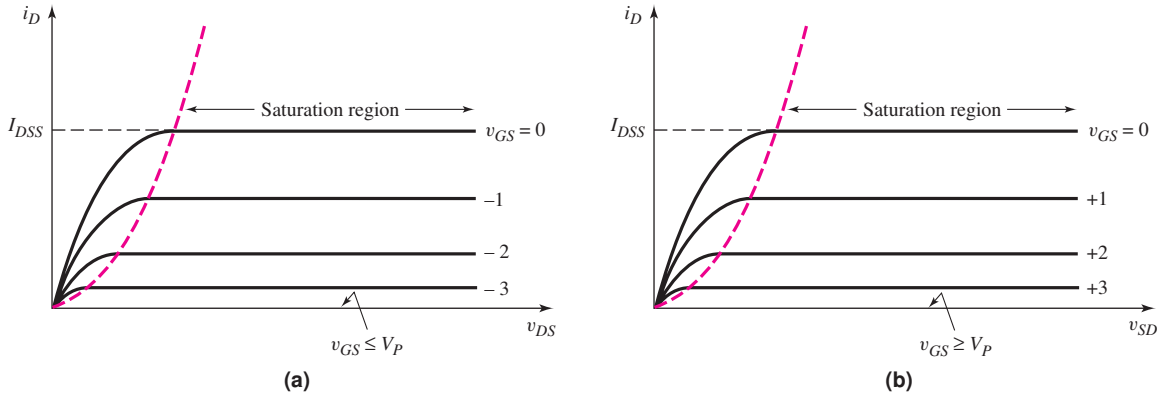 i_D
Saturation region
I_DSS
v_GS = 0
–1
– 2
– 3
v_DS
v_GS ≤ V_P
(a)
i_D
Saturation region
I_DSS
v_GS = 0
+1
+2
+3
v_SD
v_GS ≥ V_P
(b)